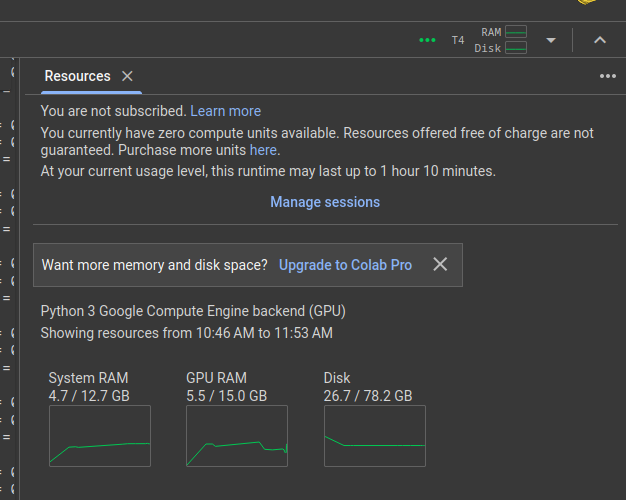 T4
RAM
Disk
Resources
You are not subscribed. Learn more
You currently have zero compute units available. Resources offered free of charge are not
guaranteed. Purchase more units here.
At your current usage level, this runtime may last up to 1 hour 10 minutes.
Manage sessions
Want more memory and disk space? Upgrade to Colab Pro
Python 3 Google Compute Engine backend (GPU)
Showing resources from 10:46 AM to 11:53 AM
System RAM
4.7 / 12.7 GB
GPU RAM
5.5 / 15.0 GB
Disk
26.7 / 78.2 GB